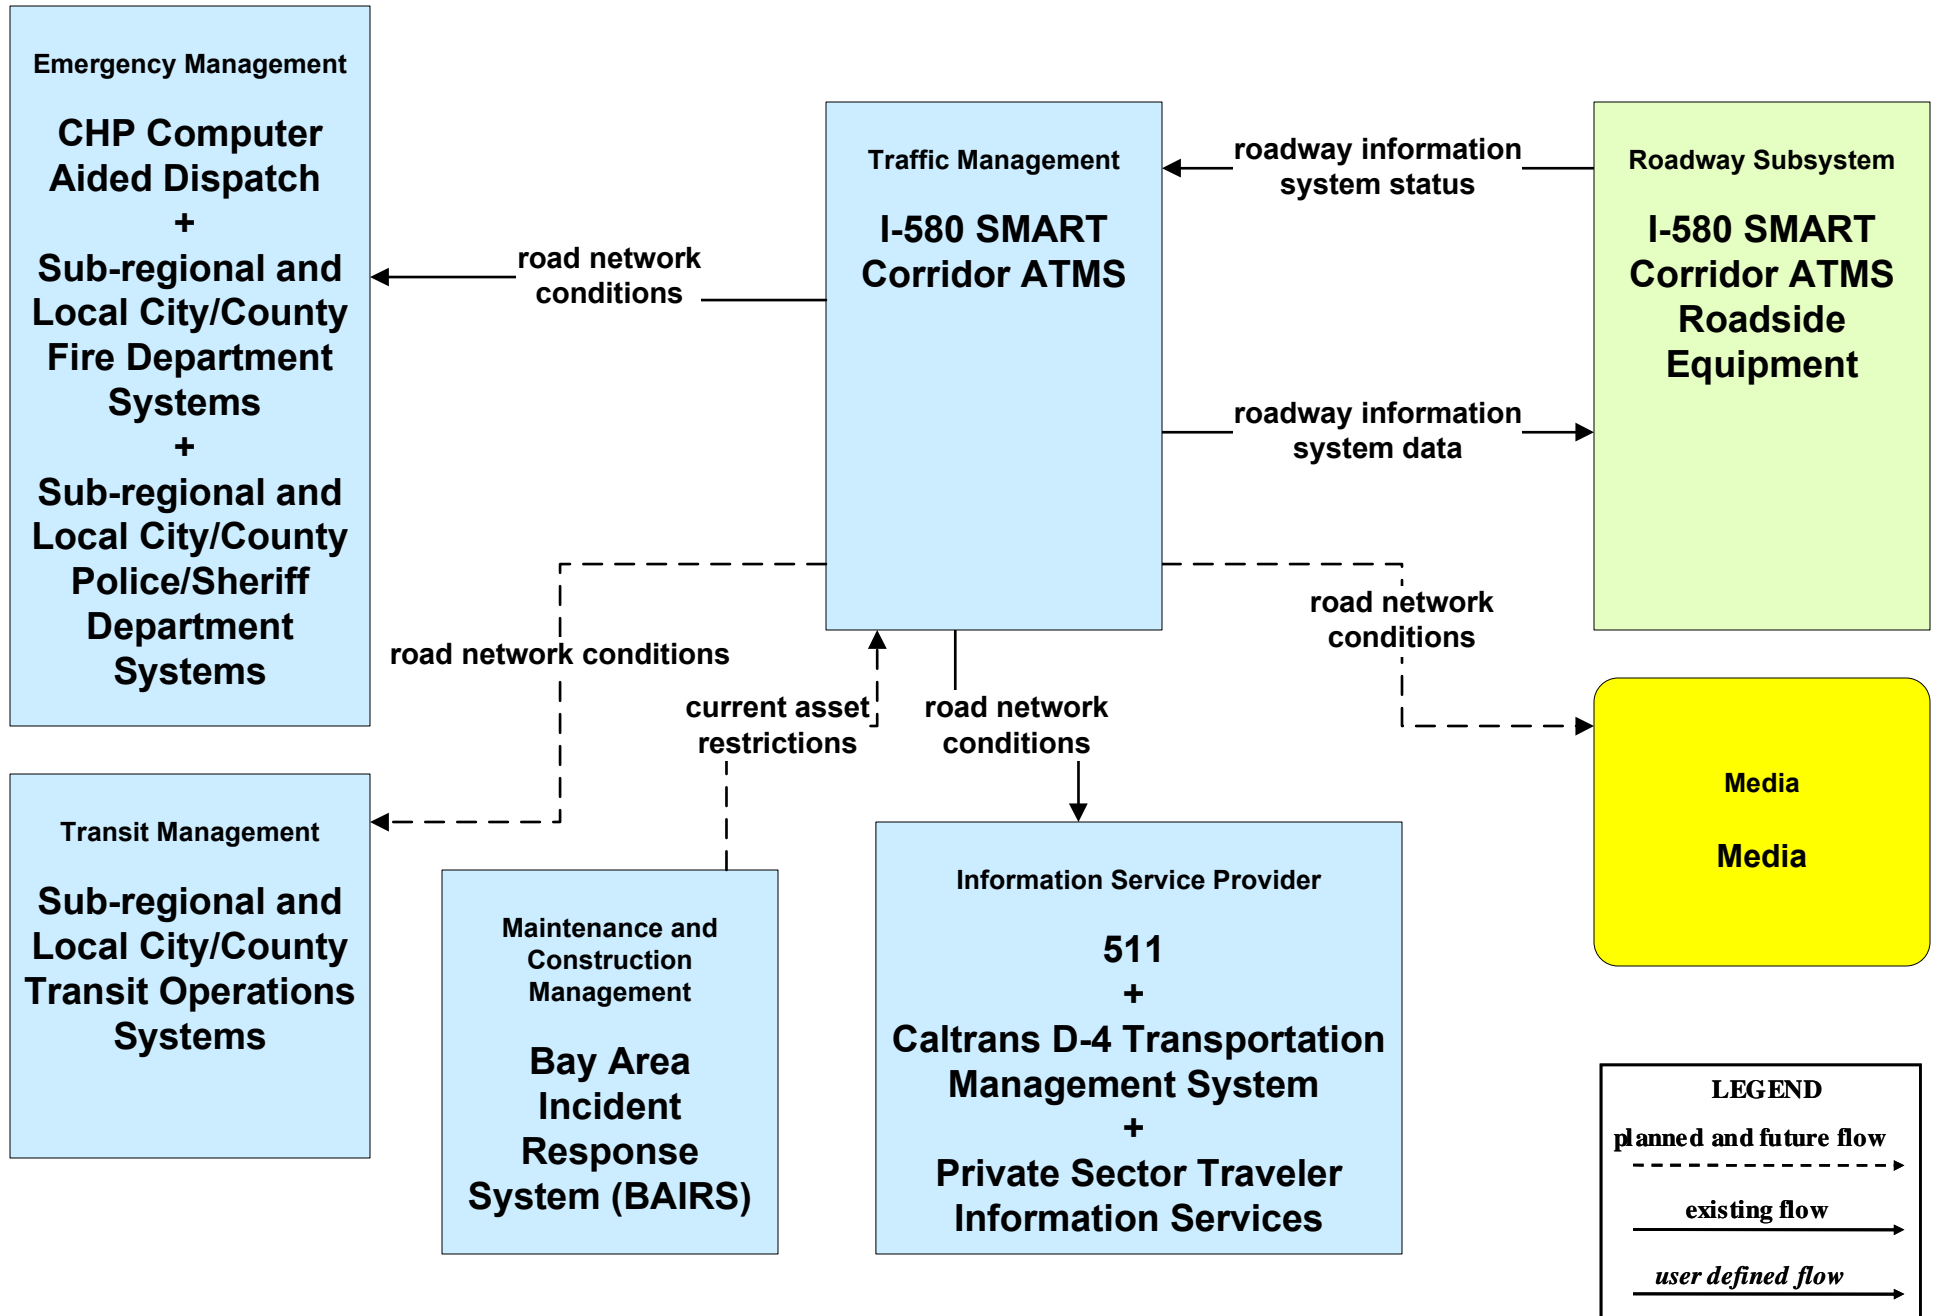 Emergency Management
CHP Computer
Aided Dispatch
+
Sub-regional and
Local City/County
Fire Department
Systems
+
Sub-regional and
Local City/County
Police/Sheriff
Department
Systems
road network
conditions
Traffic Management
I-580 SMART
Corridor ATMS
roadway information
system status
roadway information
system data
Roadway Subsystem
I-580 SMART
Corridor ATMS
Roadside
Equipment
road network conditions
current asset
restrictions
road network
conditions
road network
conditions
Media
Media
Transit Management
Sub-regional and
Local City/County
Transit Operations
Systems
Maintenance and
Construction
Management
Bay Area
Incident
Response
System (BAIRS)
Information Service Provider
511
+
Caltrans D-4 Transportation
Management System
+
Private Sector Traveler
Information Services
LEGEND
planned and future flow
existing flow
user defined flow